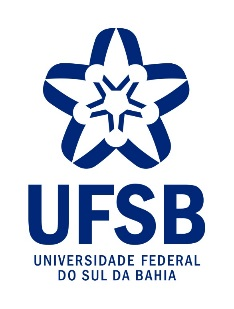 UFSB
UNIVERSIDADE FEDERAL
DO SUL DA BAHIA